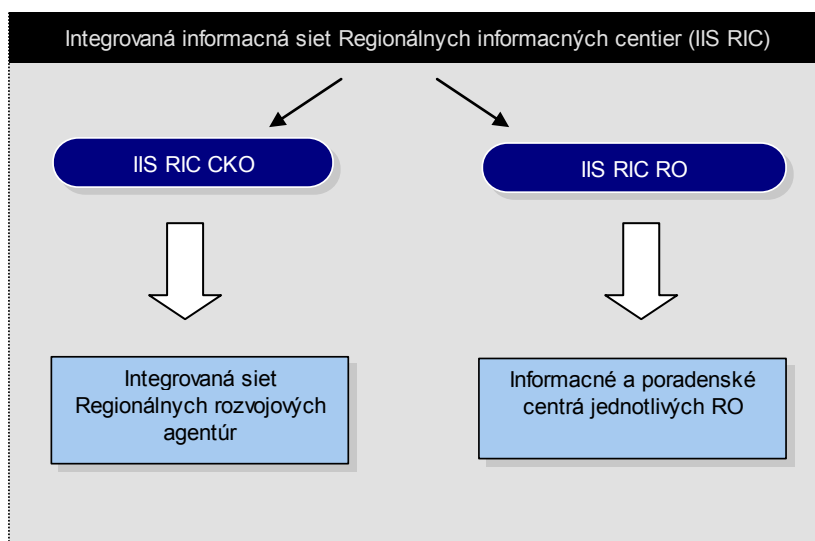 Integrovaná informacná siet Regionálnych informacných centier (IIS RIC)
IIS RIC CKO
IIS RIC RO
Integrovaná siet
Regionálnych rozvojových
agentúr
Informacné a poradenské
centrá jednotlivých RO